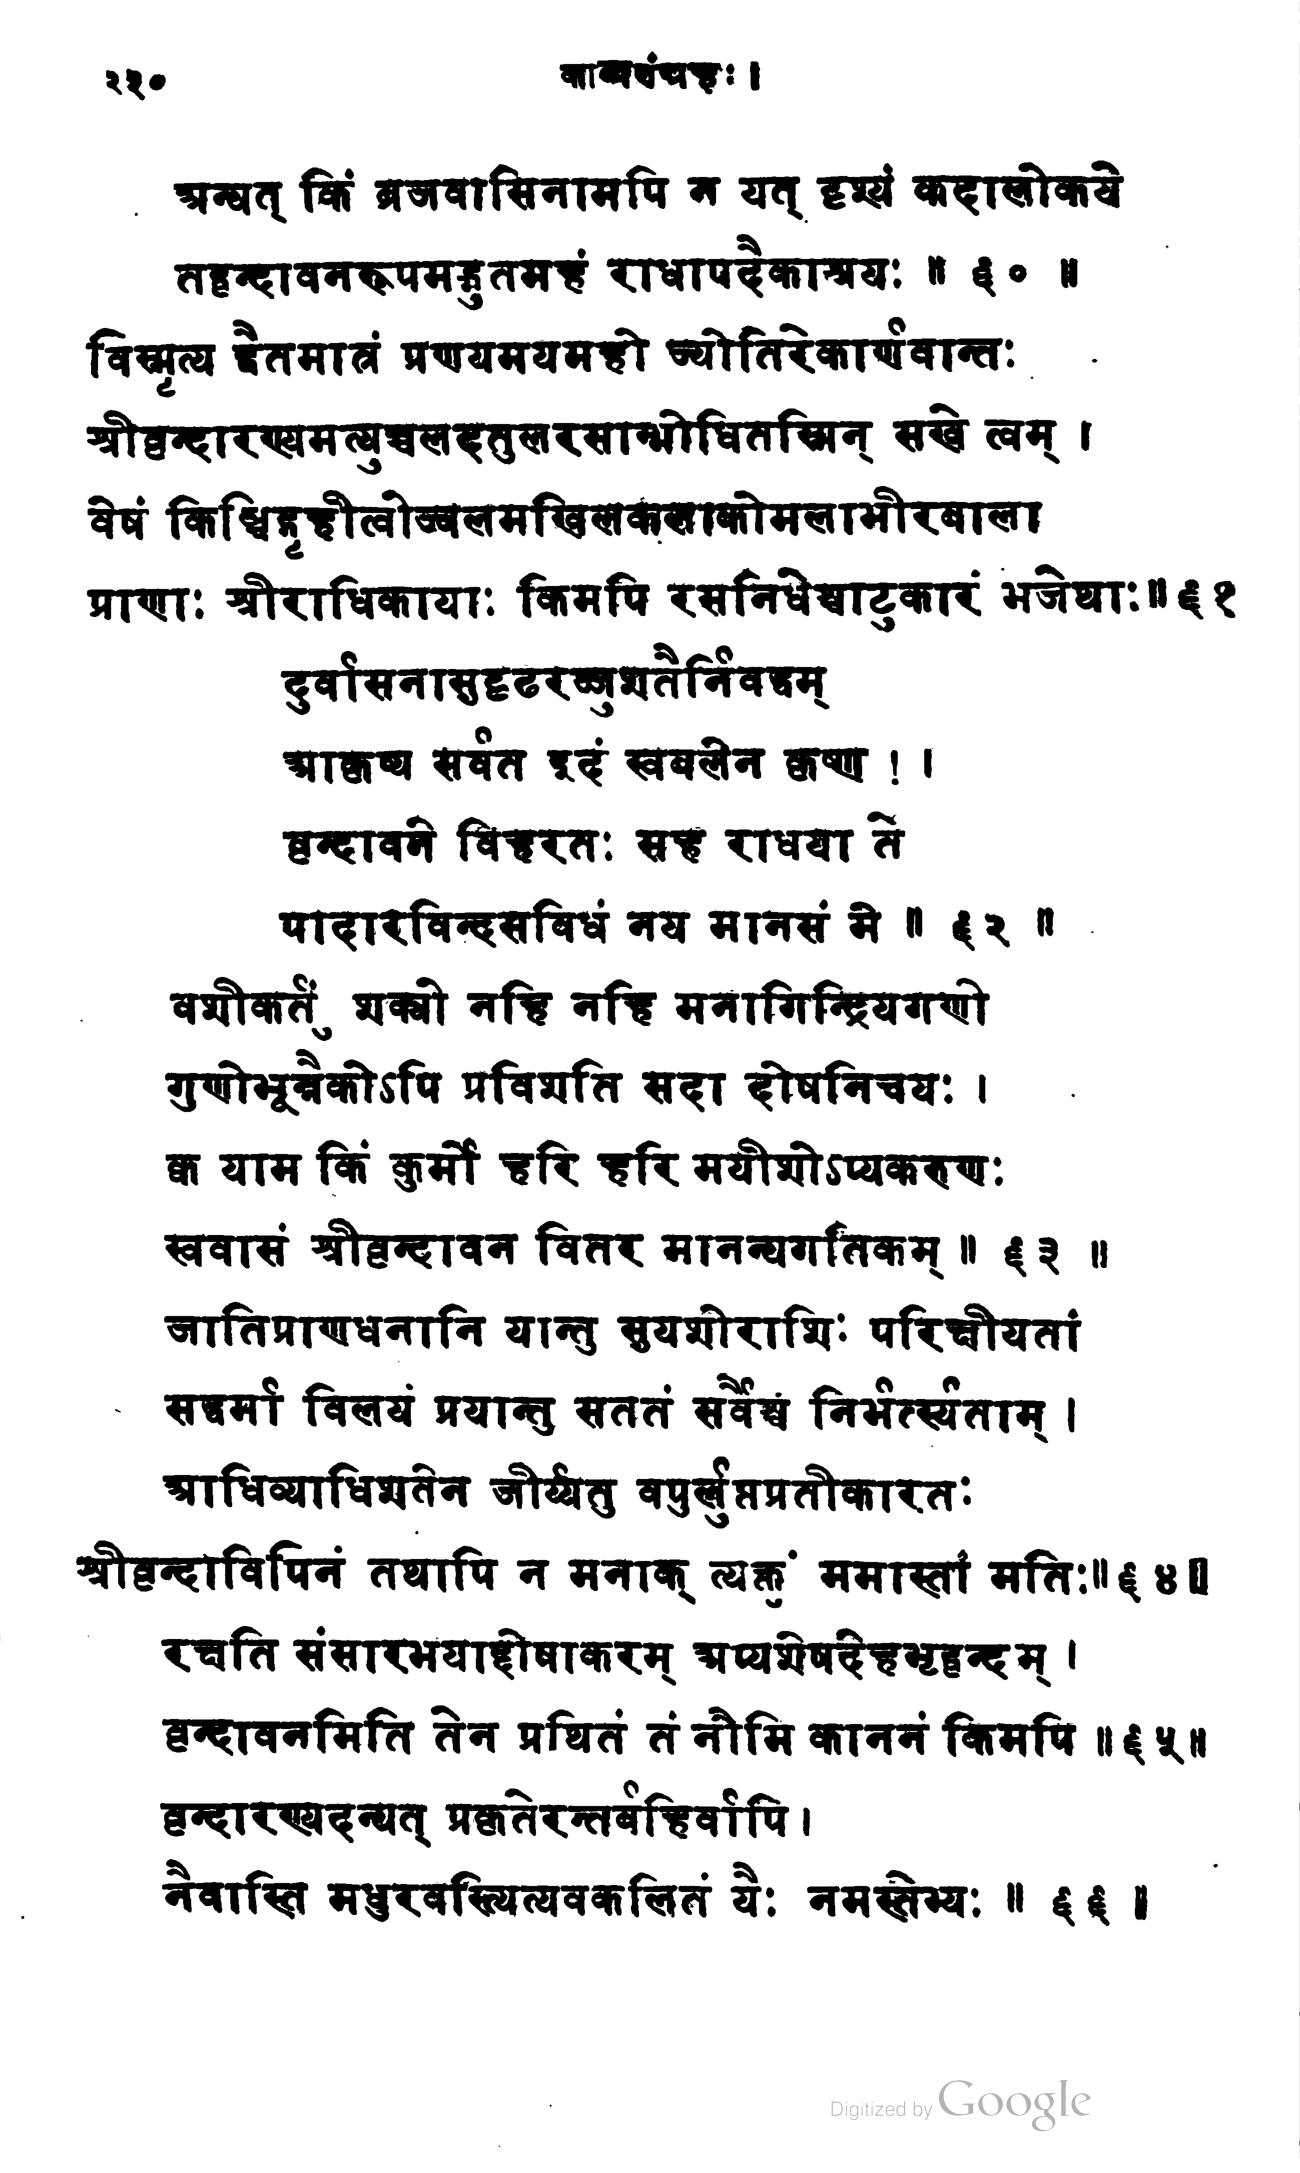 २३० काव्यसंग्रहः ।
अन्यत् किं व्रजवासिनामपि न यत् दृश्यं कदालोकये
तद्वृन्दावनरूपमद्भुतमहं राधापदैकाश्रयः ॥ ६० ॥
विस्मृत्य द्वैतमात्रं प्रणयमयमहो ज्योतिरेकार्णवान्तः
श्रीवृन्दारण्यमत्युच्चलदतुलरसाम्भोधितस्मिन् सखे त्वम् ।
वेषं किञ्चिद्गृहीत्वोज्वलमखिलकलाकोमलाभीरबाला
प्राणाः श्रीराधिकायाः किमपि रसनिधेश्चाटुकारं भजेथाः॥६१
दुर्वासनासुदृढरज्जुशतैर्निवद्धम्
आकृष्य सर्वत इदं स्वबलेन कृष्ण ! ।
वृन्दावने विहरतः सह राधया ते
पादारविन्दसविधं नय मानसं मे ॥ ६२ ॥
वशीकर्तुं शक्यो नहि नहि मनागिन्द्रियगणो
गुणोभून्नैकोऽपि प्रविशति सदा दोषनिचयः ।
क्व याम किं कुर्मो हरि हरि मयीशोऽप्यकरुणः
स्ववासं श्रीवृन्दावन वितर मानन्यगतिकम् ॥ ६३ ॥
जातिप्राणधनानि यान्तु सुयशोराशिः परिक्षीयतां
सद्धर्मा विलयं प्रयान्तु सततं सर्वैश्च निर्भर्त्स्यताम् ।
आधिव्याधिशतेन जीर्य्यतु वपुर्लुप्तप्रतीकारतः
श्रीवृन्दाविपिनं तथापि न मनाक् त्यक्तुं ममास्तां मतिः॥६४॥
रक्षति संसारभयाद्दोषाकरम् अप्यशेषदेहभृद्वृन्दम् ।
वृन्दावनमिति तेन प्रथितं तं नौमि काननं किमपि ॥६५॥
वृन्दारण्यदन्यत् प्रकृतेरन्तर्बहिर्वापि।
नैवास्ति मधुरवस्त्वित्यवकलितं यैः नमस्तेभ्यः ॥ ६६ ॥
Digitized by Google